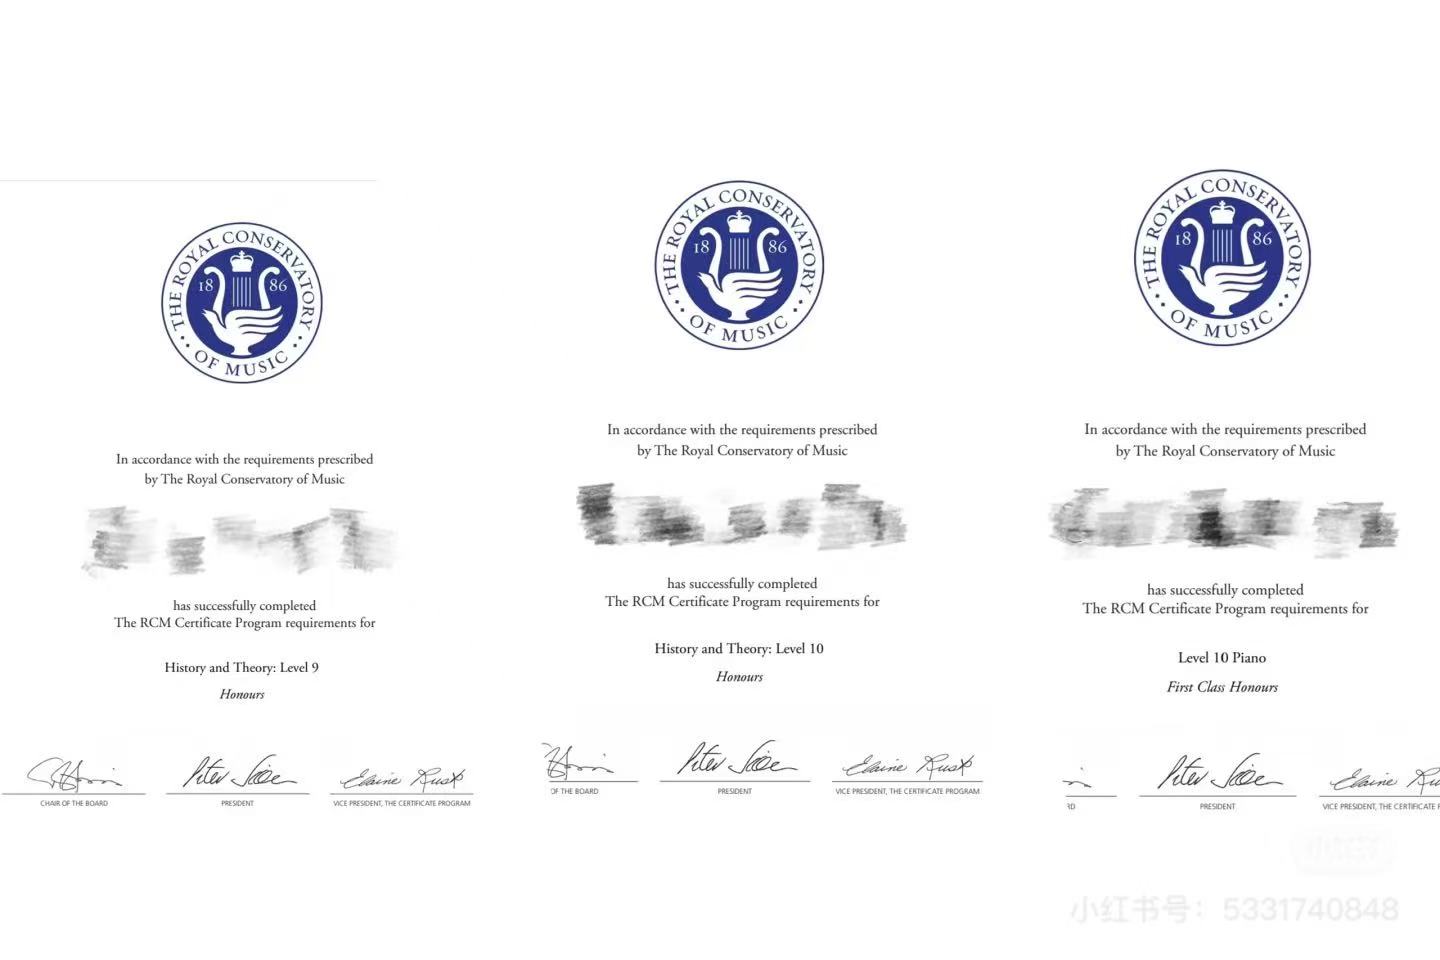 THE ROYAL CONSERVATORY OF MUSIC
18 86
In accordance with the requirements prescribed
by The Royal Conservatory of Music
has successfully completed
The RCM Certificate Program requirements for
History and Theory: Level 9
Honours
Peter Simon
Elaine Rusk
CHAIR OF THE BOARD
PRESIDENT
VICE PRESIDENT, THE CERTIFICATE PROGRAM
THE ROYAL CONSERVATORY OF MUSIC
18 86
In accordance with the requirements prescribed
by The Royal Conservatory of Music
has successfully completed
The RCM Certificate Program requirements for
History and Theory: Level 10
Honours
Peter Simon
Elaine Rusk
OF THE BOARD
PRESIDENT
VICE PRESIDENT, THE CERTIFICATE PROGRAM
THE ROYAL CONSERVATORY OF MUSIC
18 86
In accordance with the requirements prescribed
by The Royal Conservatory of Music
has successfully completed
The RCM Certificate Program requirements for
Level 10 Piano
First Class Honours
Peter Simon
Elaine Ru
RD
PRESIDENT
VICE PRESIDENT, THE CERTIFICATE P
小红书号：5331740848